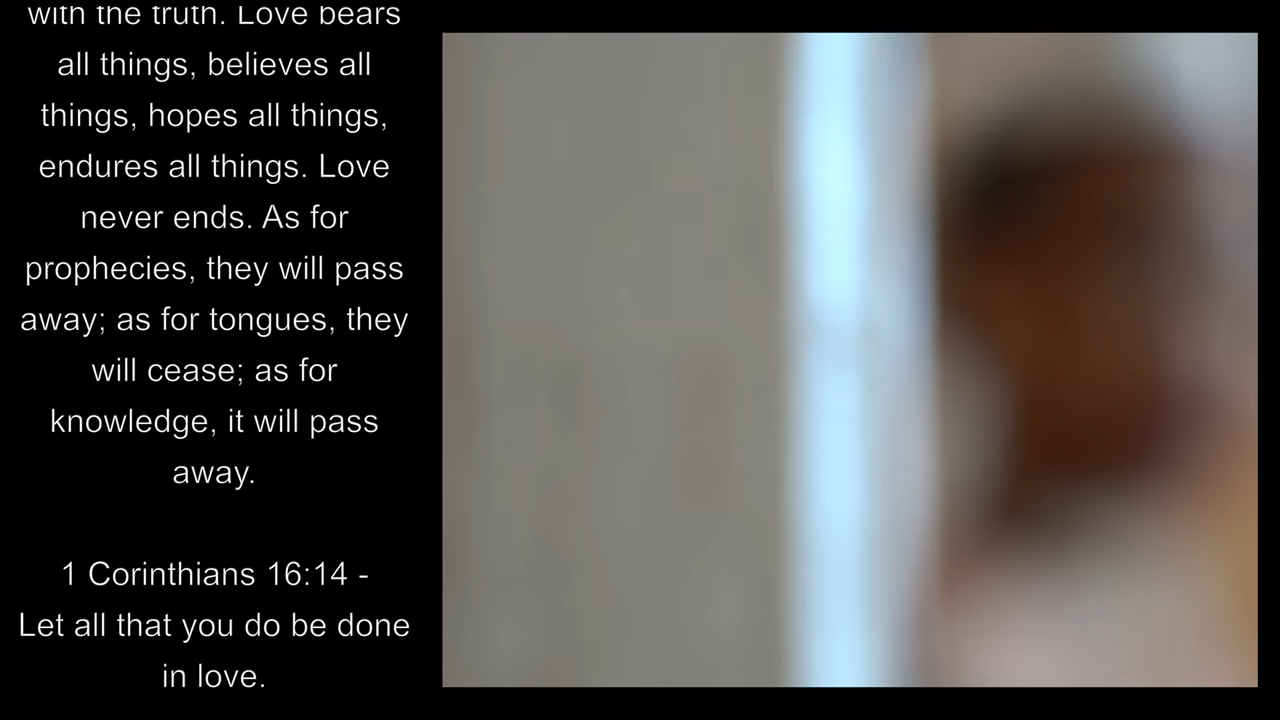 with the truth. Love bears
all things, believes all
things, hopes all things,
endures all things. Love
never ends. As for
prophecies, they will pass
away; as for tongues, they
will cease; as for
knowledge, it will pass
away.
1 Corinthians 16:14 -
Let all that you do be done
in love.